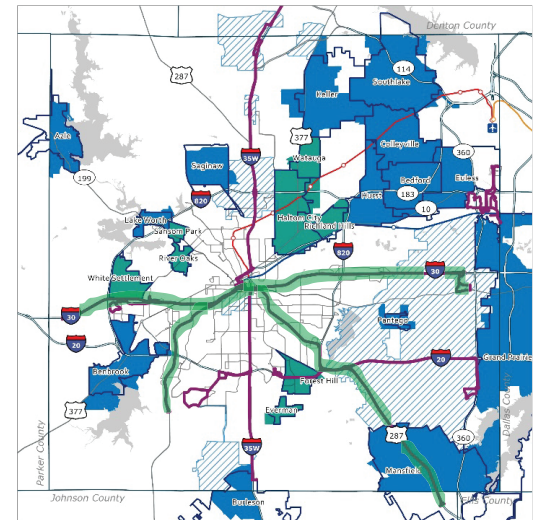 Denton County
287
114
Southlake
Keller
Azle
377
Colleyville
Watauga
360
35W
Saginaw
199
Bedford
Euless
183
820
Hurst
10
Lake Worth
Haltom City
Sansom Park
Richland Hills
River Oaks
820
White Settlement
30
30
Pantego
20
20
Grand Prairie
Benbrook
Forest Hill
377
Everman
Dallas County
287
360
Parker County
35W
Mansfield
Johnson County
Ellis County
Burleson